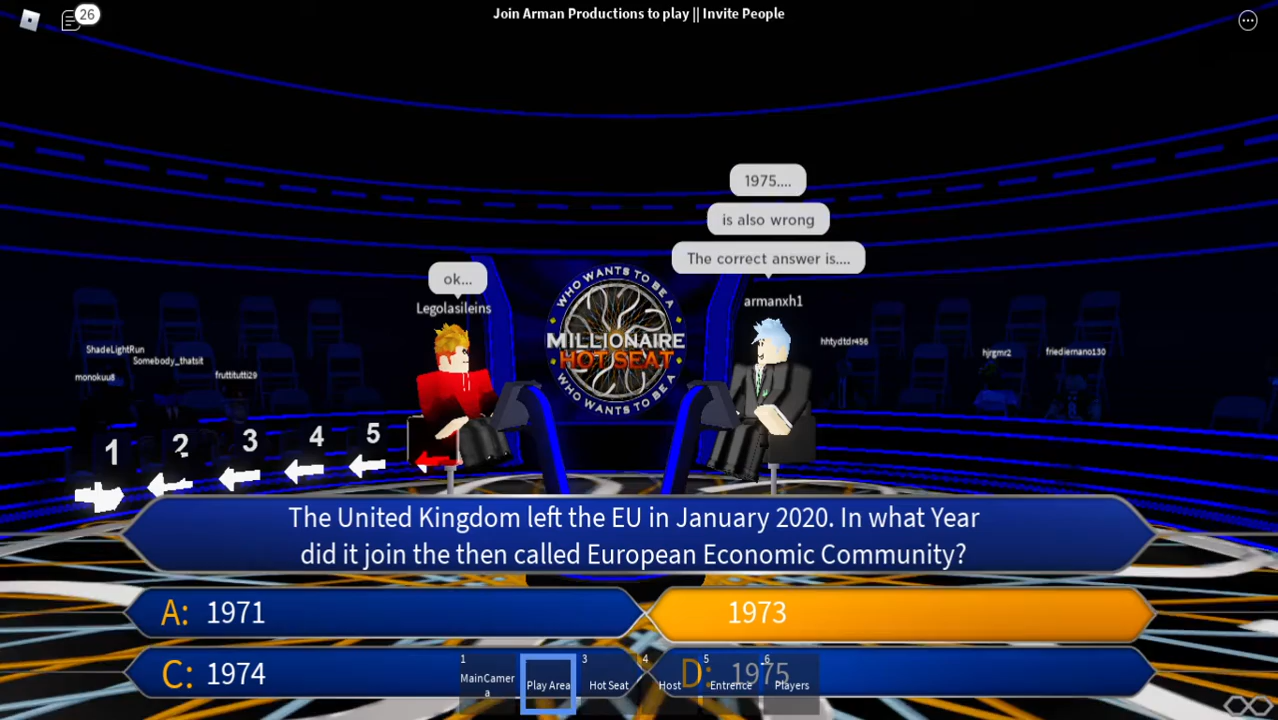 26
Join Arman Productions to play || Invite People
1975....
is also wrong
The correct answer is....
ok...
Legolasileins
armanxh1
WHO WANTS TO BE A
MILLIONAIRE
HOT SEAT
WHO WANTS TO BE A
ShadeLightRun
Somebody_thatsit
monokuu8
fruttitutti29
hhtydtdr456
hjrgmr2
friediernano130
1
2
3
4
5
The United Kingdom left the EU in January 2020. In what Year
did it join the then called European Economic Community?
A: 1971
1973
C: 1974
D: 1975
1
MainCamer
a
Play Area
3
Hot Seat
4
Host
5
Entrence
6
Players